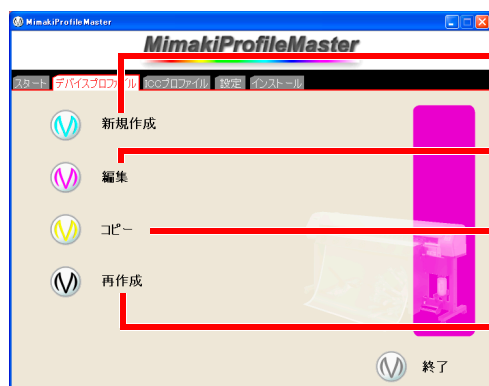 MimakiProfileMaster
MimakiProfileMaster
スタート デバイスプロファイル ICCプロファイル 設定 インストール
新規作成
編集
コピー
再作成
終了